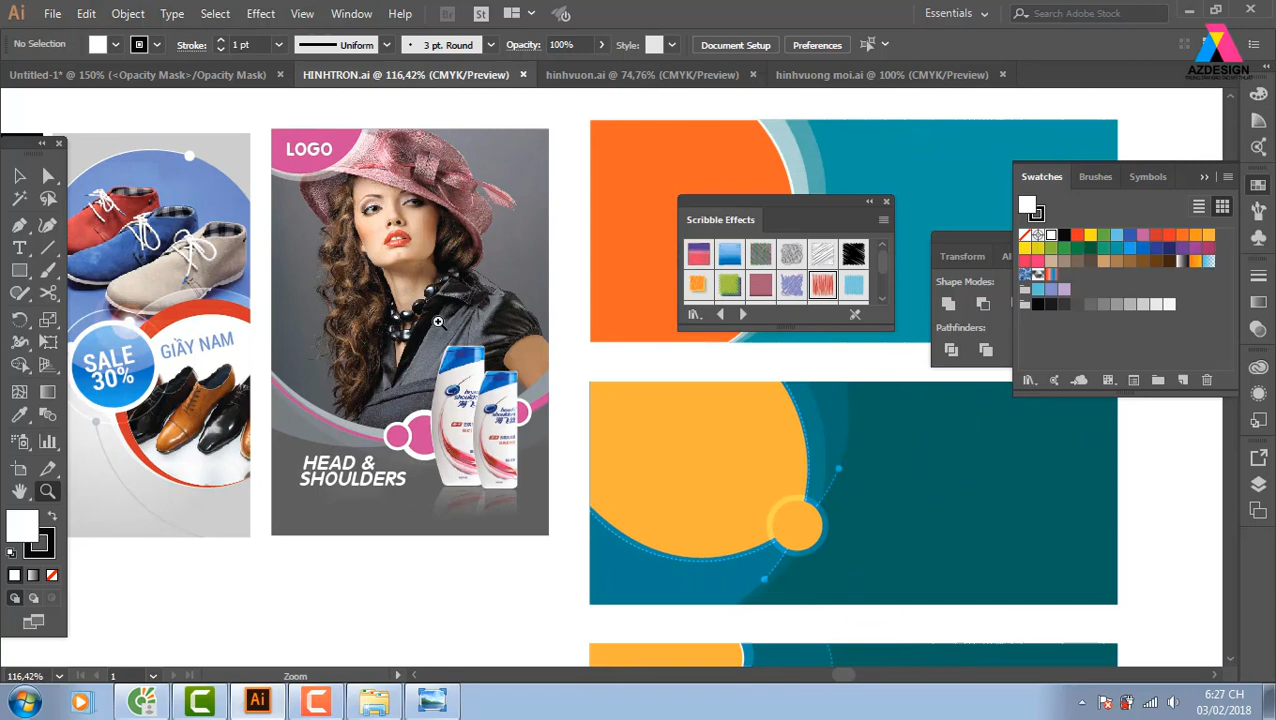 Ai File Edit Object Type Select Effect View Window Help Br St Essentials Search Adobe Stock
No Selection Stroke: 1 pt Uniform 3 pt. Round Opacity: 100% Style: Document Setup Preferences
AZDESIGN
Untitled-1* @ 150% (<Opacity Mask>/Opacity Mask) HINHTRON.ai @ 116,42% (CMYK/Preview) hinhvuon.ai @ 74,76% (CMYK/Preview) hinhvuong moi.ai @ 100% (CMYK/Preview)
LOGO
Swatches Brushes Symbols
Scribble Effects
Transform
Shape Modes:
Pathfinders:
SALE
30%
GIẦY NAM
HEAD &
SHOULDERS
116,42% 1 Zoom
Ai
6:27 CH
03/02/2018